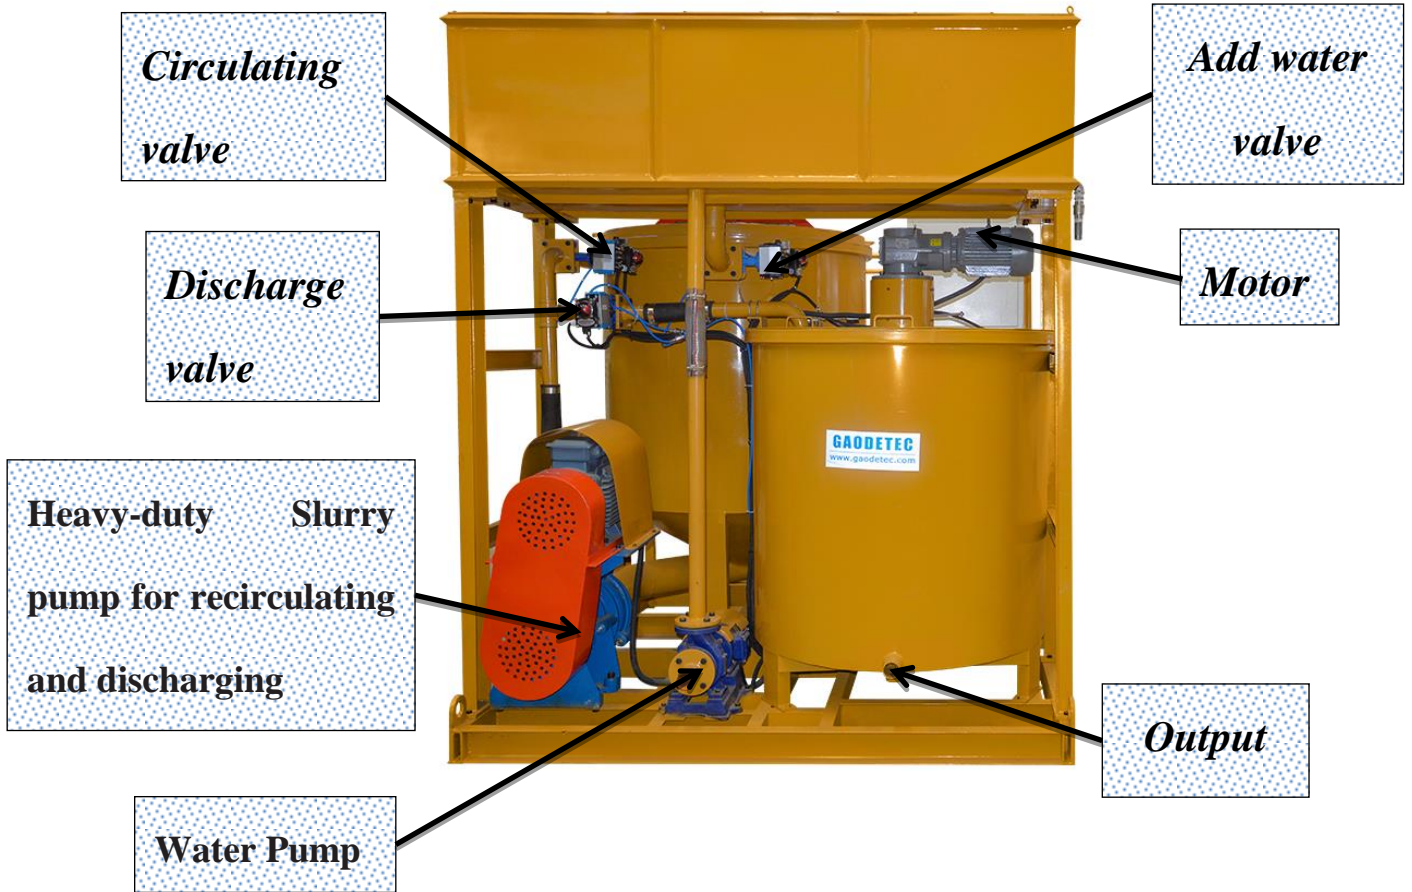 Circulating
valve
Add water
valve
Discharge
valve
Motor
GAODETEC
www.gaodetec.com
Heavy-duty Slurry
pump for recirculating
and discharging
Output
Water Pump